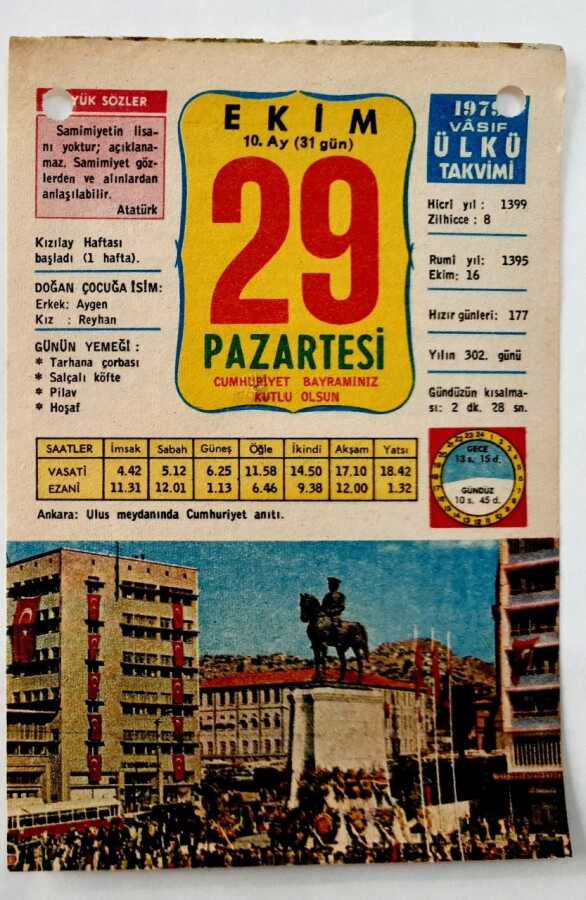 YÜK SÖZLER
Samimiyetin lisa-
nı yoktur; açıklana-
maz. Samimiyet göz-
lerden ve alınlardan
anlaşılabilir.
Atatürk
Kızılay Haftası
başladı (1 hafta).
DOĞAN ÇOCUĞA İSİM:
Erkek: Aygen
Kız : Reyhan
GÜNÜN YEMEĞİ :
* Tarhana çorbası
* Salçalı köfte
* Pilav
* Hoşaf
EKİM
10. Ay (31 gün)
29
PAZARTESİ
CUMHURİYET BAYRAMINIZ
KUTLU OLSUN
1979
VÂSIF
ÜLKÜ
TAKVİMİ
Hicrî yıl : 1399
Zilhicce : 8
Rumî yıl: 1395
Ekim: 16
Hızır günleri: 177
Yılın 302. günü
Gündüzün kısalma-
sı: 2 dk. 28 sn.
SAATLER İmsak Sabah Güneş Öğle İkindi Akşam Yatsı
VASATİ 4.42 5.12 6.25 11.58 14.50 17.10 18.42
EZANİ 11.31 12.01 1.13 6.46 9.38 12.00 1.32
GECE
13 s. 15 d.
GÜNDÜZ
10 s. 45 d.
Ankara: Ulus meydanında Cumhuriyet anıtı.